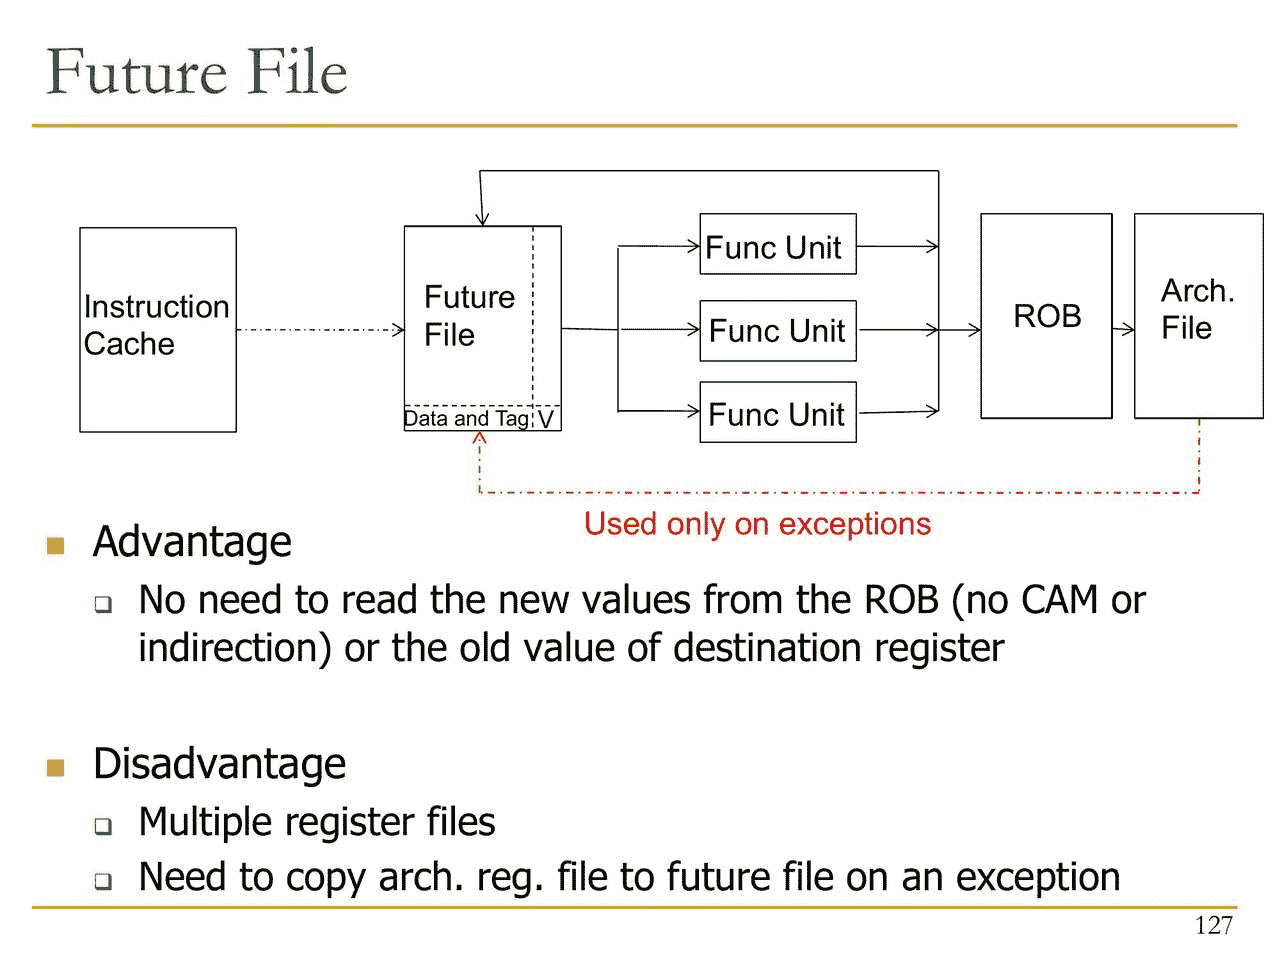 Future File
Instruction
Cache
Future
File
Data and Tag V
Func Unit
Func Unit
Func Unit
ROB
Arch.
File
Used only on exceptions
Advantage
No need to read the new values from the ROB (no CAM or
indirection) or the old value of destination register
Disadvantage
Multiple register files
Need to copy arch. reg. file to future file on an exception
127